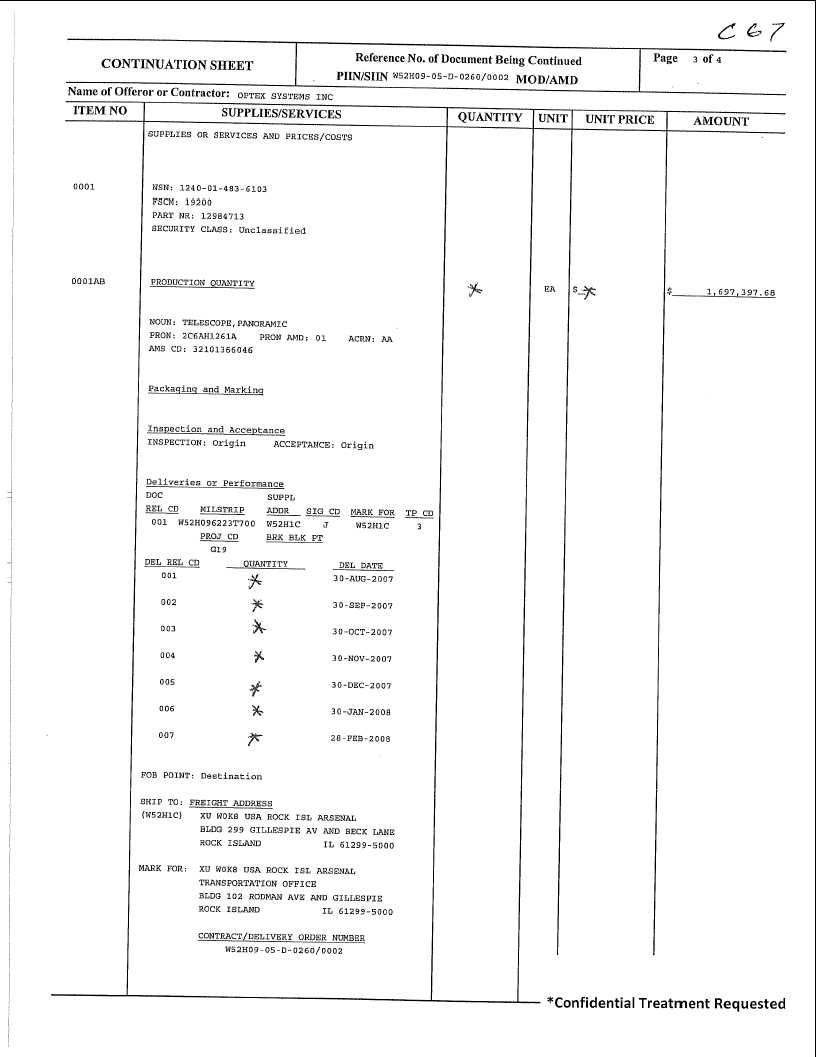 C 67
CONTINUATION SHEET
Reference No. of Document Being Continued
PIIN/SIIN W52H09-05-D-0260/0002 MOD/AMD
Page 3 of 4
Name of Offeror or Contractor: OPTEX SYSTEMS INC
ITEM NO SUPPLIES/SERVICES QUANTITY UNIT UNIT PRICE AMOUNT
SUPPLIES OR SERVICES AND PRICES/COSTS
0001 NSN: 1240-01-483-6103
FSCM: 19200
PART NR: 12984713
SECURITY CLASS: Unclassified
0001AB PRODUCTION QUANTITY * EA $ * $ 1,697,397.68
NOUN: TELESCOPE,PANORAMIC
PRON: 2C6AH1261A PRON AMD: 01 ACRN: AA
AMS CD: 32101366046
Packaging and Marking
Inspection and Acceptance
INSPECTION: Origin ACCEPTANCE: Origin
Deliveries or Performance
DOC SUPPL
REL CD MILSTRIP ADDR SIG CD MARK FOR TP CD
001 W52H096223T700 W52H1C J W52H1C 3
PROJ CD BRK BLK PT
G19
DEL REL CD QUANTITY DEL DATE
001 * 30-AUG-2007
002 * 30-SEP-2007
003 * 30-OCT-2007
004 * 30-NOV-2007
005 * 30-DEC-2007
006 * 30-JAN-2008
007 * 28-FEB-2008
FOB POINT: Destination
SHIP TO: FREIGHT ADDRESS
(W52H1C) XU W0K8 USA ROCK ISL ARSENAL
BLDG 299 GILLESPIE AV AND BECK LANE
ROCK ISLAND IL 61299-5000
MARK FOR: XU W0K8 USA ROCK ISL ARSENAL
TRANSPORTATION OFFICE
BLDG 102 RODMAN AVE AND GILLESPIE
ROCK ISLAND IL 61299-5000
CONTRACT/DELIVERY ORDER NUMBER
W52H09-05-D-0260/0002
*Confidential Treatment Requested